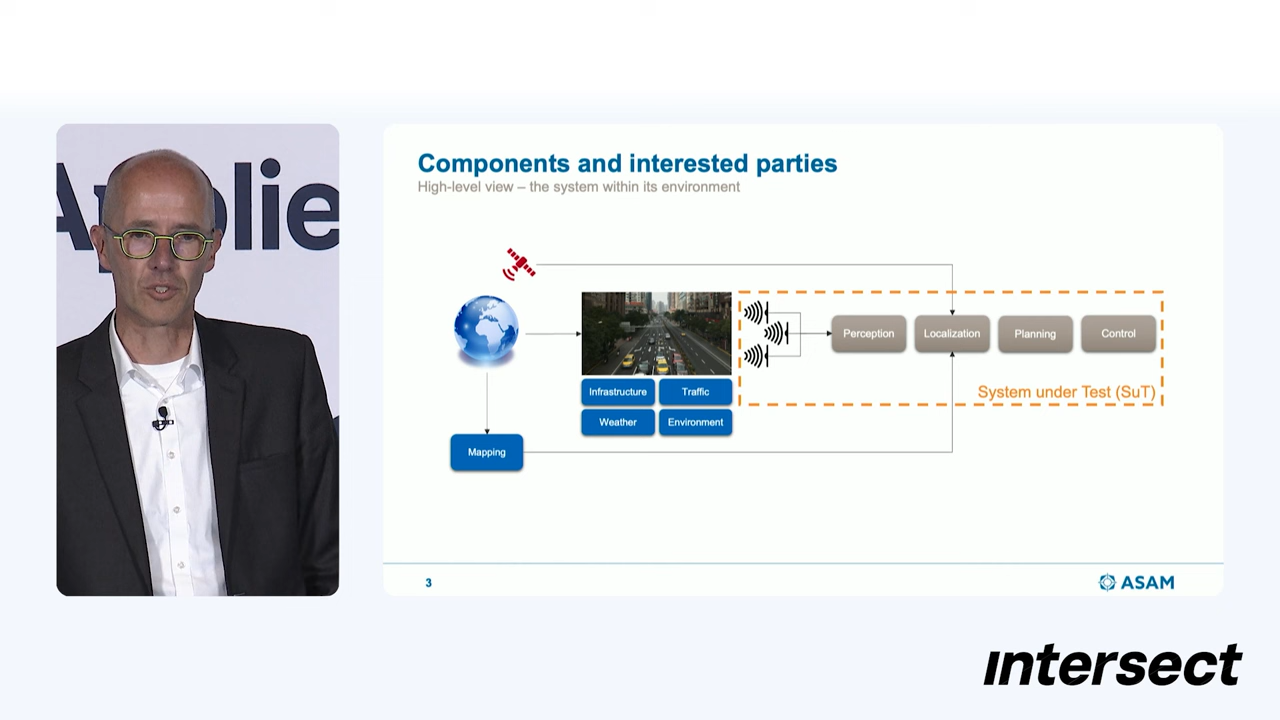 Applie
Components and interested parties
High-level view – the system within its environment
Perception
Localization
Planning
Control
Infrastructure
Traffic
System under Test (SuT)
Weather
Environment
Mapping
3
ASAM
intersect